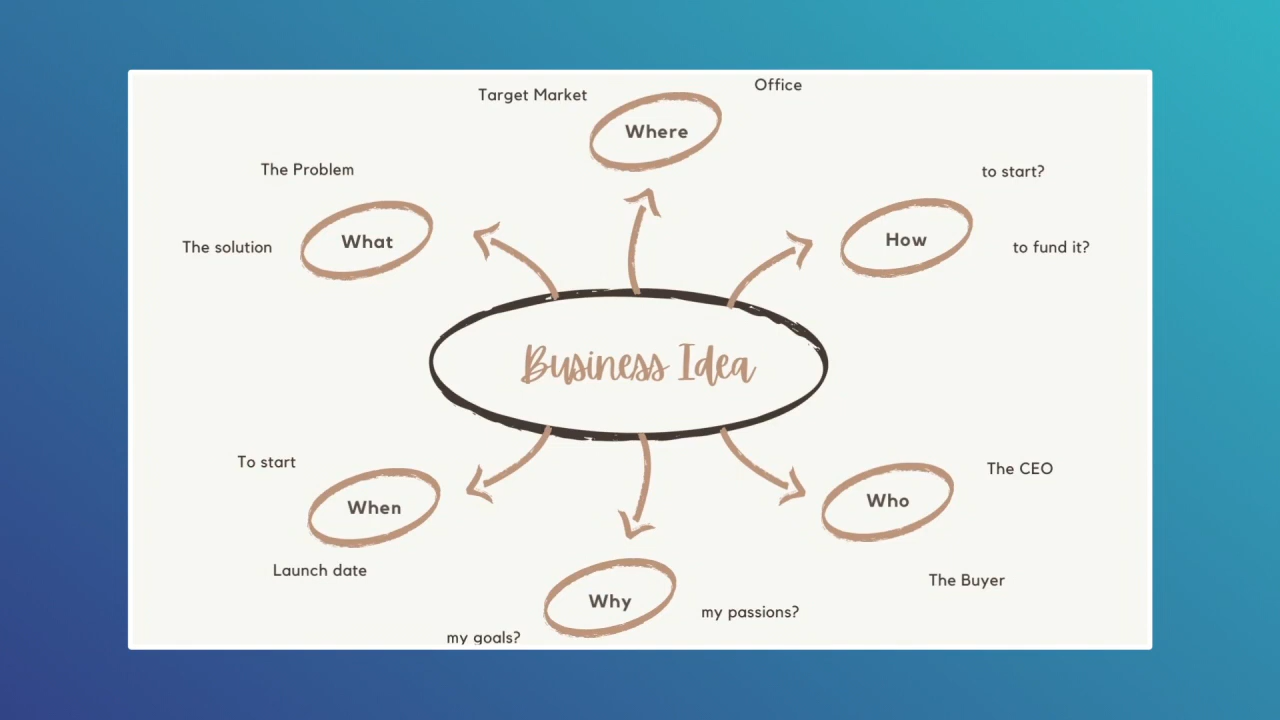 Office
Target Market
Where
The Problem
to start?
What
How
The solution
to fund it?
Business Idea
To start
The CEO
When
Who
Launch date
The Buyer
Why
my passions?
my goals?